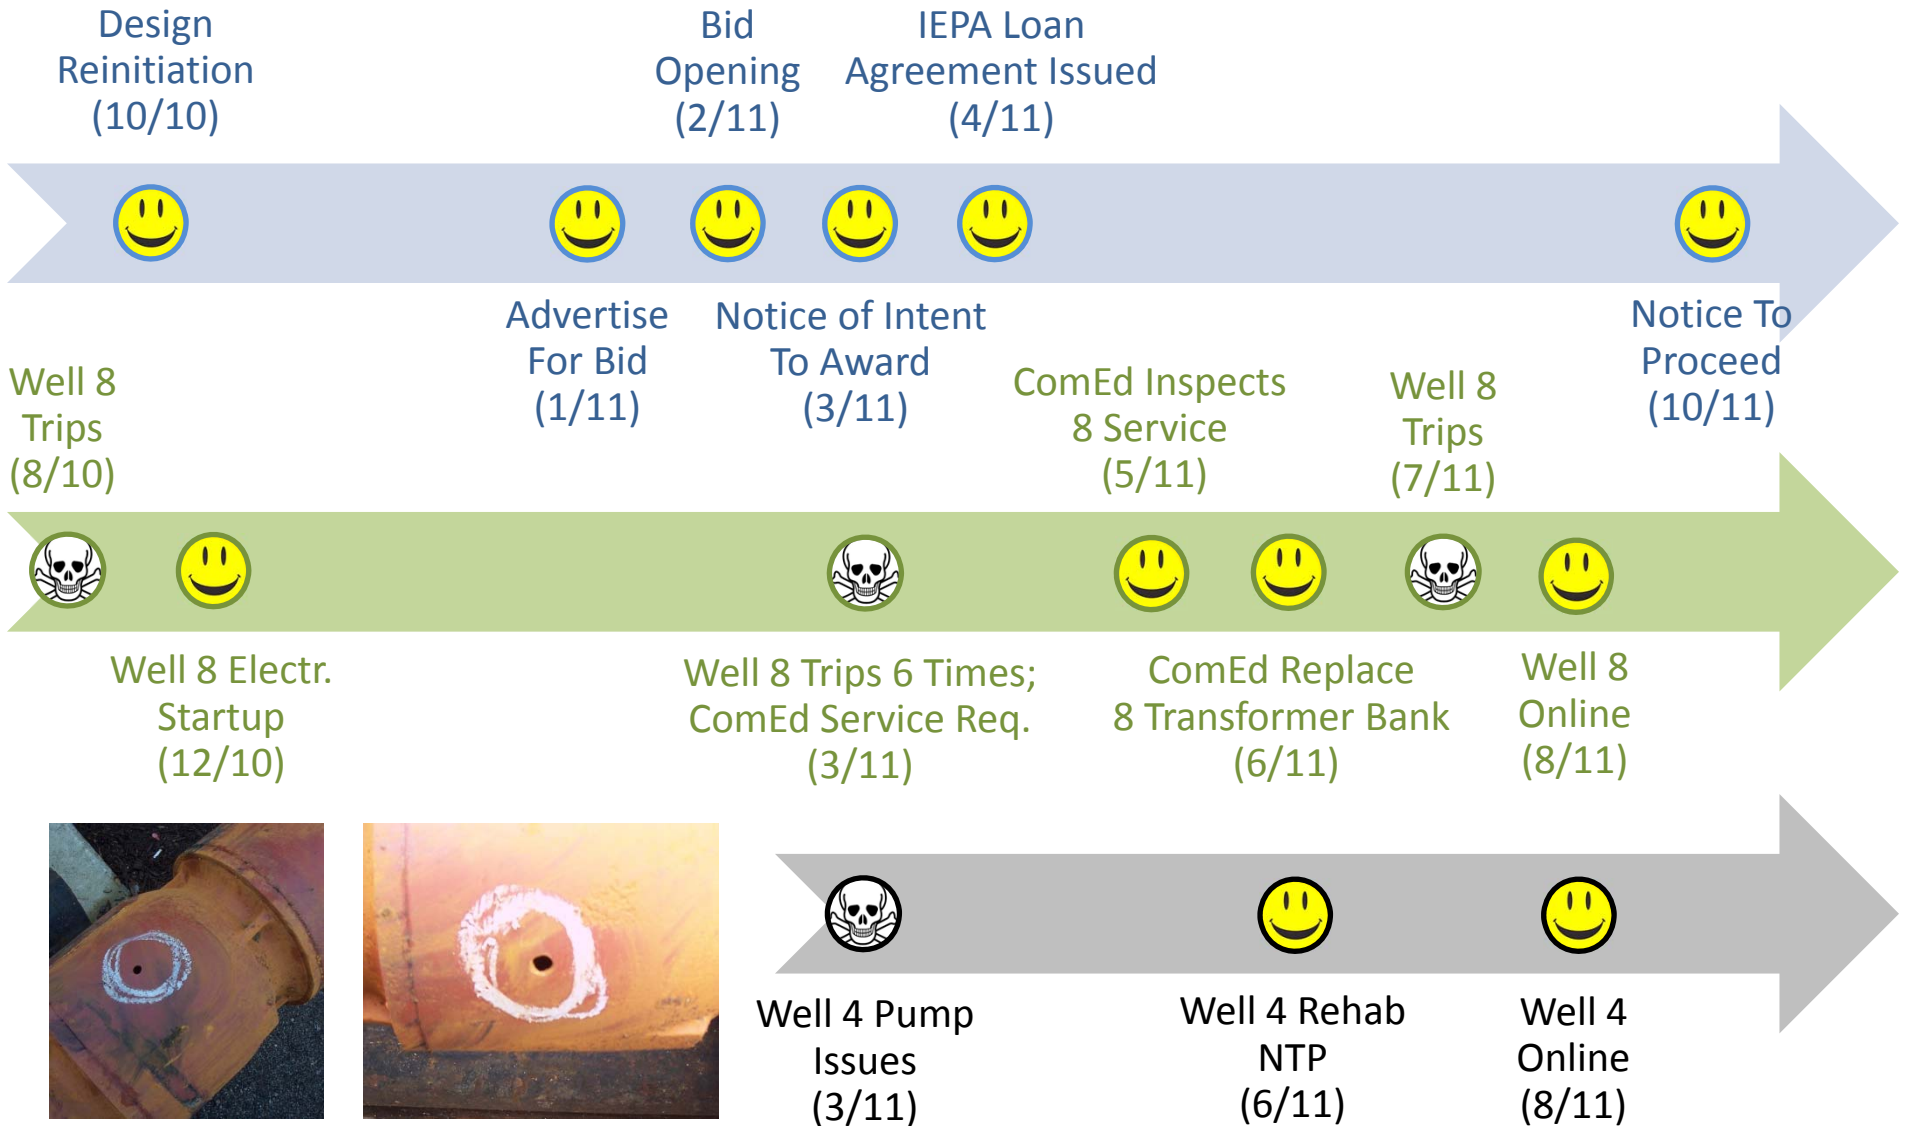 Design
Reinitiation
(10/10)
Bid
Opening
(2/11)
IEPA Loan
Agreement Issued
(4/11)
Advertise
For Bid
(1/11)
Notice of Intent
To Award
(3/11)
Notice To
Proceed
(10/11)
Well 8
Trips
(8/10)
ComEd Inspects
8 Service
(5/11)
Well 8
Trips
(7/11)
Well 8 Electr.
Startup
(12/10)
Well 8 Trips 6 Times;
ComEd Service Req.
(3/11)
ComEd Replace
8 Transformer Bank
(6/11)
Well 8
Online
(8/11)
Well 4 Pump
Issues
(3/11)
Well 4 Rehab
NTP
(6/11)
Well 4
Online
(8/11)